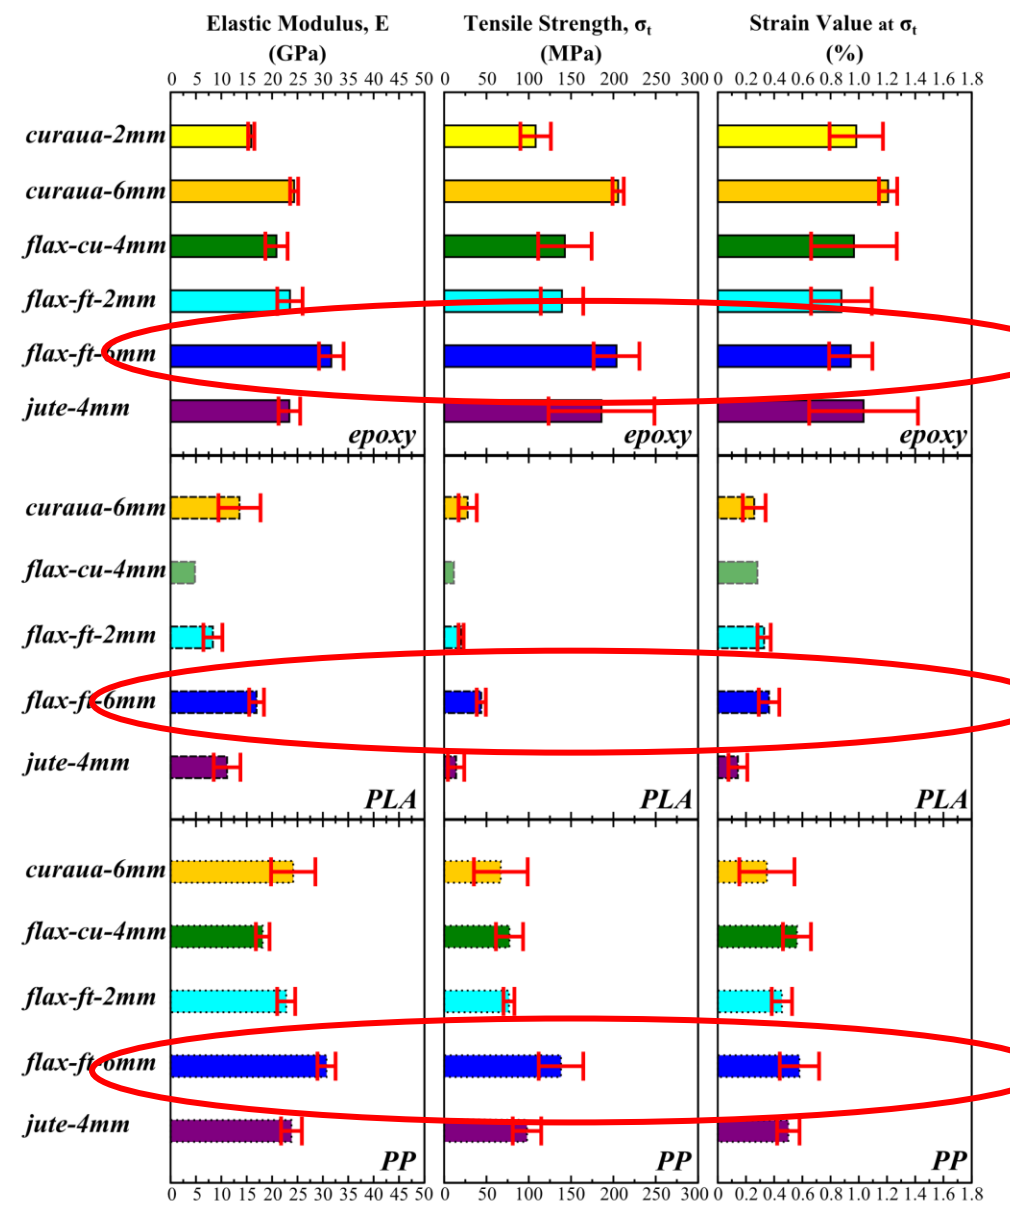 Elastic Modulus, E Tensile Strength, σt Strain Value at σt
(GPa) (MPa) (%)
0 5 10 15 20 25 30 35 40 45 50 0 50 100 150 200 250 300 0 0.2 0.4 0.6 0.8 1.0 1.2 1.4 1.6 1.8
curaua-2mm
curaua-6mm
flax-cu-4mm
flax-ft-2mm
flax-ft-6mm
jute-4mm
epoxy epoxy epoxy
curaua-6mm
flax-cu-4mm
flax-ft-2mm
flax-ft-6mm
jute-4mm
PLA PLA PLA
curaua-6mm
flax-cu-4mm
flax-ft-2mm
flax-ft-6mm
jute-4mm
PP PP PP
0 5 10 15 20 25 30 35 40 45 50 0 50 100 150 200 250 300 0 0.2 0.4 0.6 0.8 1.0 1.2 1.4 1.6 1.8